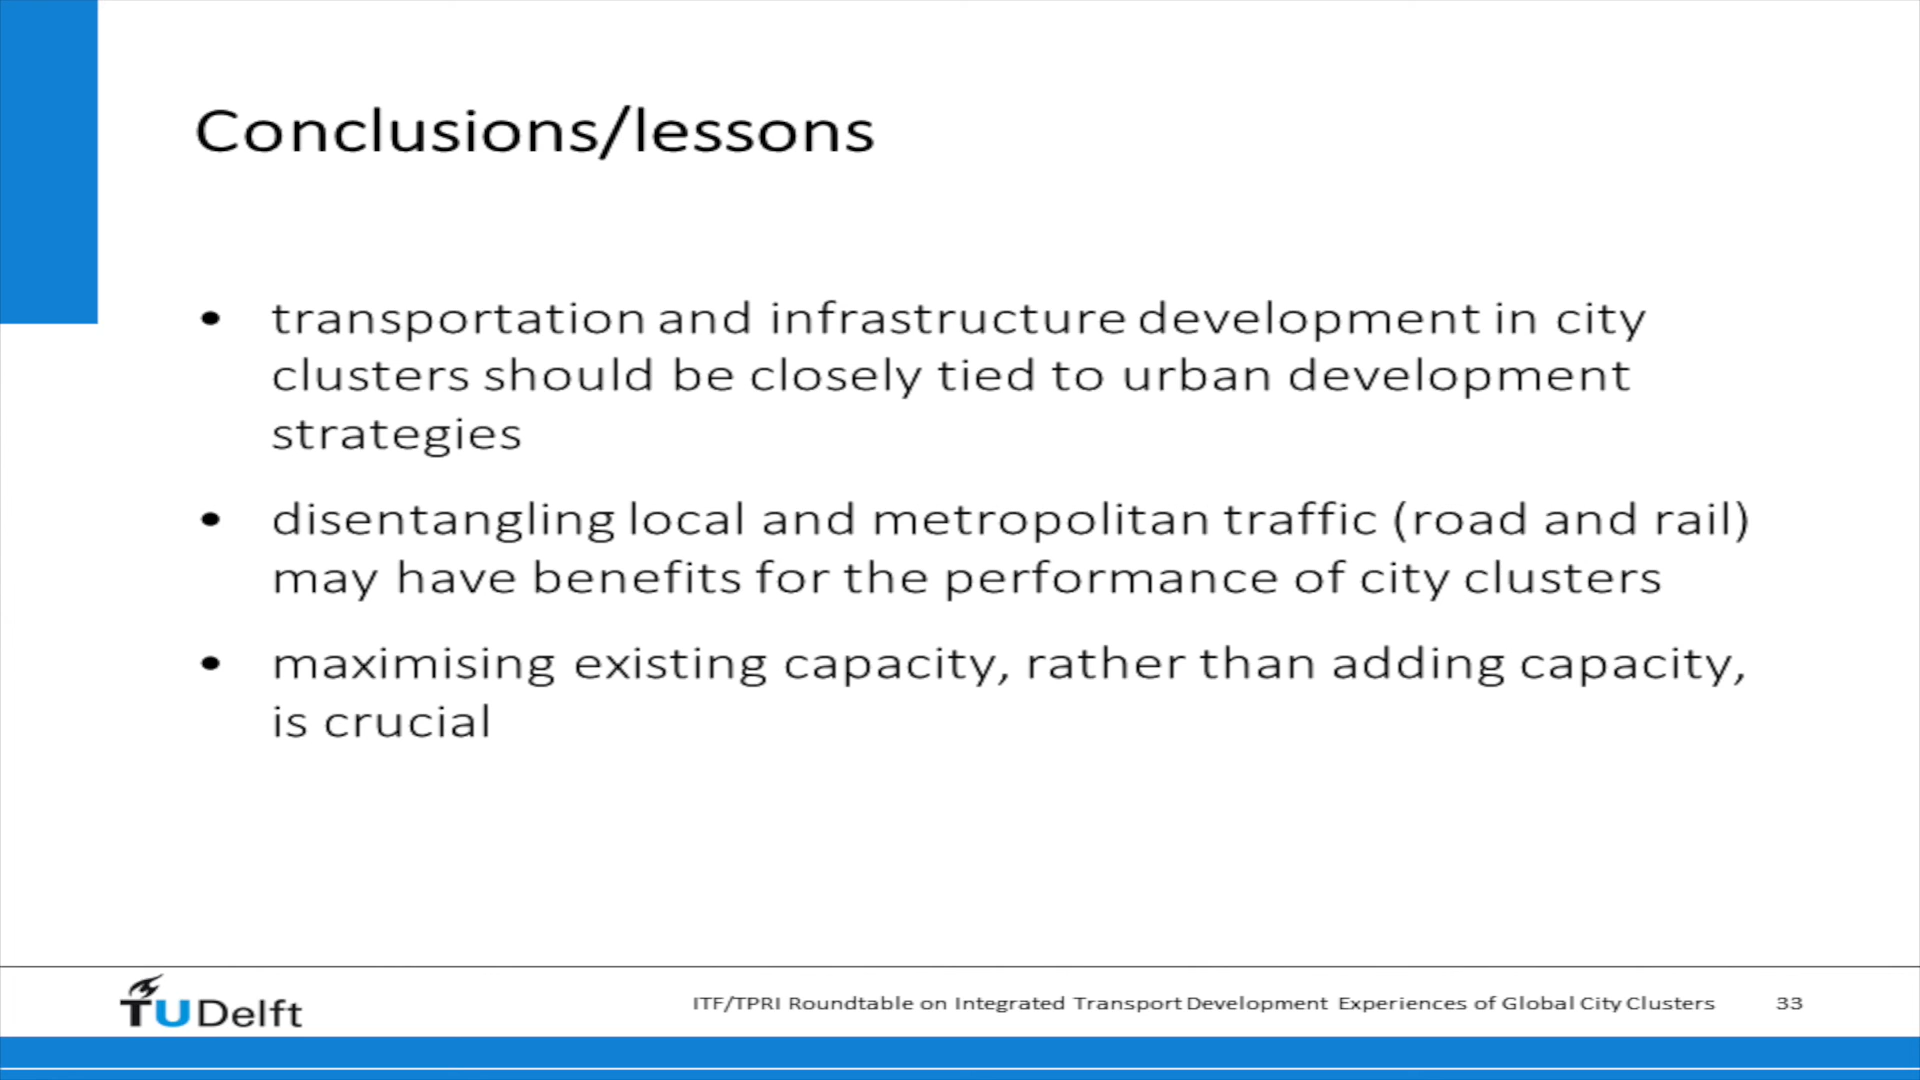 Conclusions/lessons
• transportation and infrastructure development in city
clusters should be closely tied to urban development
strategies
• disentangling local and metropolitan traffic (road and rail)
may have benefits for the performance of city clusters
• maximising existing capacity, rather than adding capacity,
is crucial
TU Delft
ITF/TPRI Roundtable on Integrated Transport Development Experiences of Global City Clusters 33